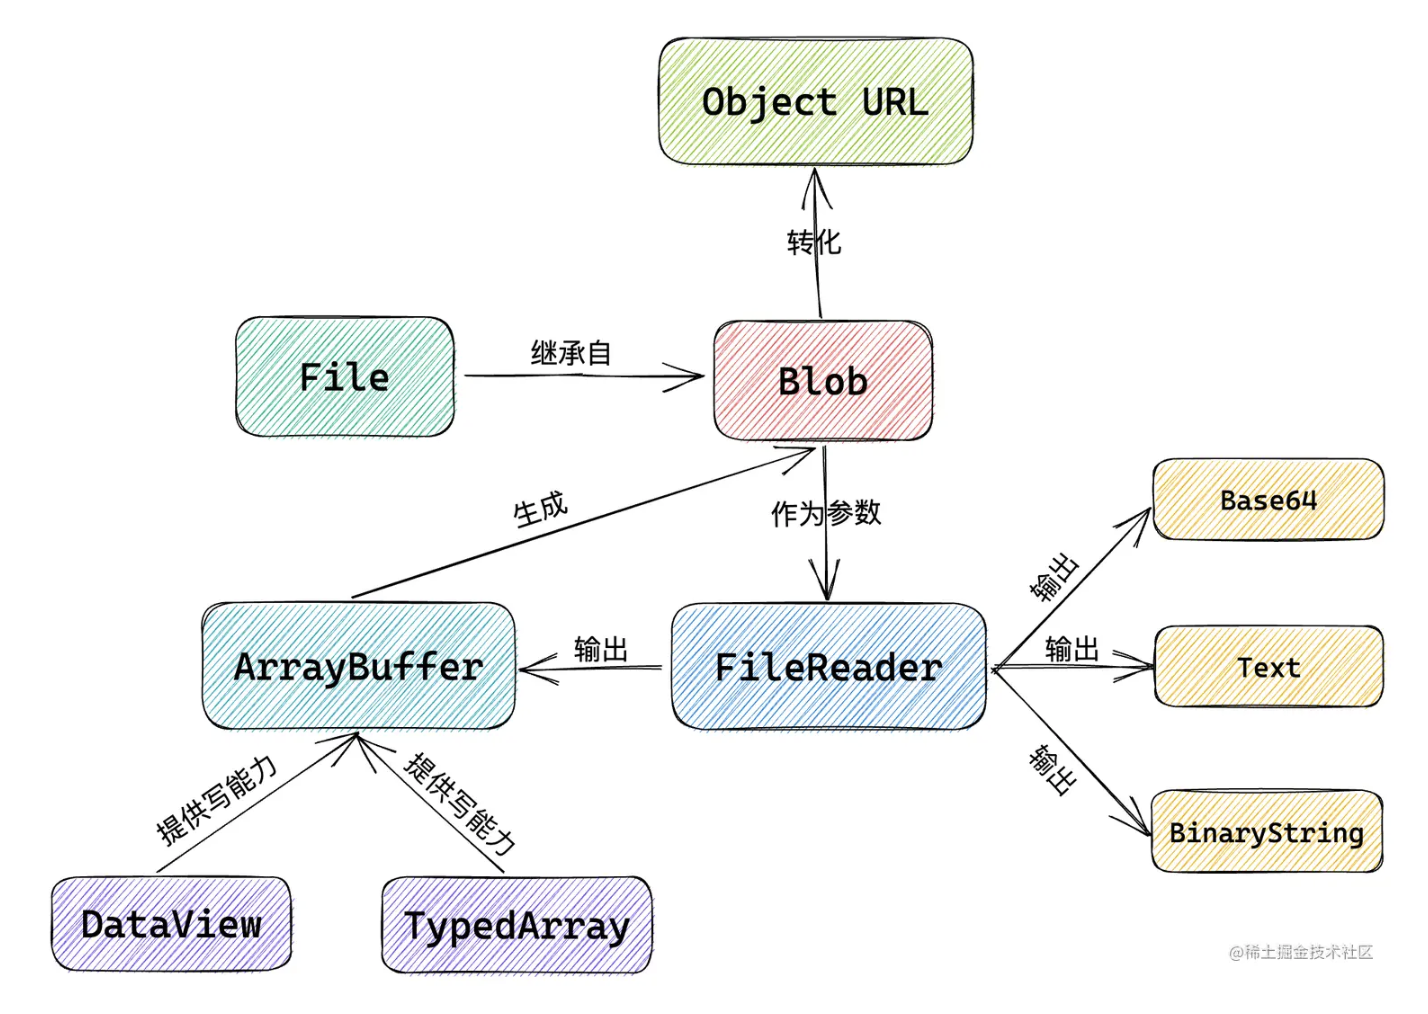 Object URL
转化
File
继承自
Blob
生成
作为参数
Base64
输出
ArrayBuffer
输出
FileReader
输出
Text
输出
提供写能力
提供写能力
BinaryString
DataView
TypedArray
@稀土掘金技术社区